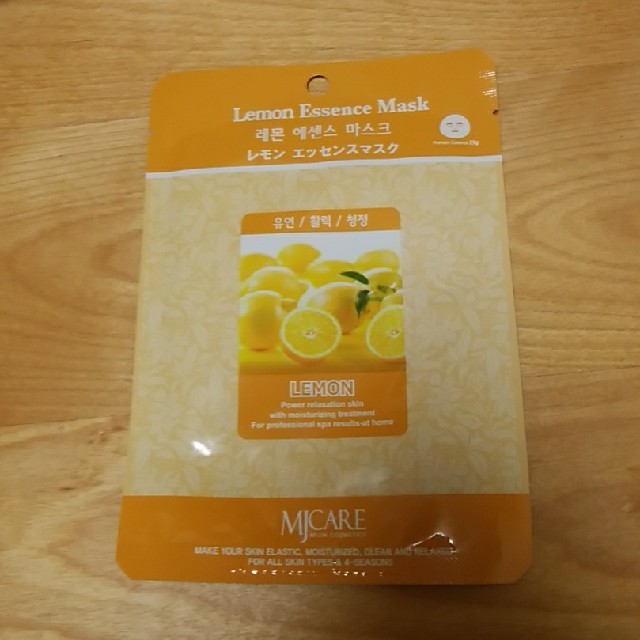 Lemon Essence Mask
레몬 에센스 마스크
レモン エッセンスマスク
유연 / 활력 / 청정
LEMON
Power relaxation skin
with moisturizing treatment
For professional spa results at home
MJCARE
MAKE YOUR SKIN ELASTIC, MOISTURIZED, CLEAN AND RELAXED
FOR ALL SKIN TYPES & 4-SEASONS